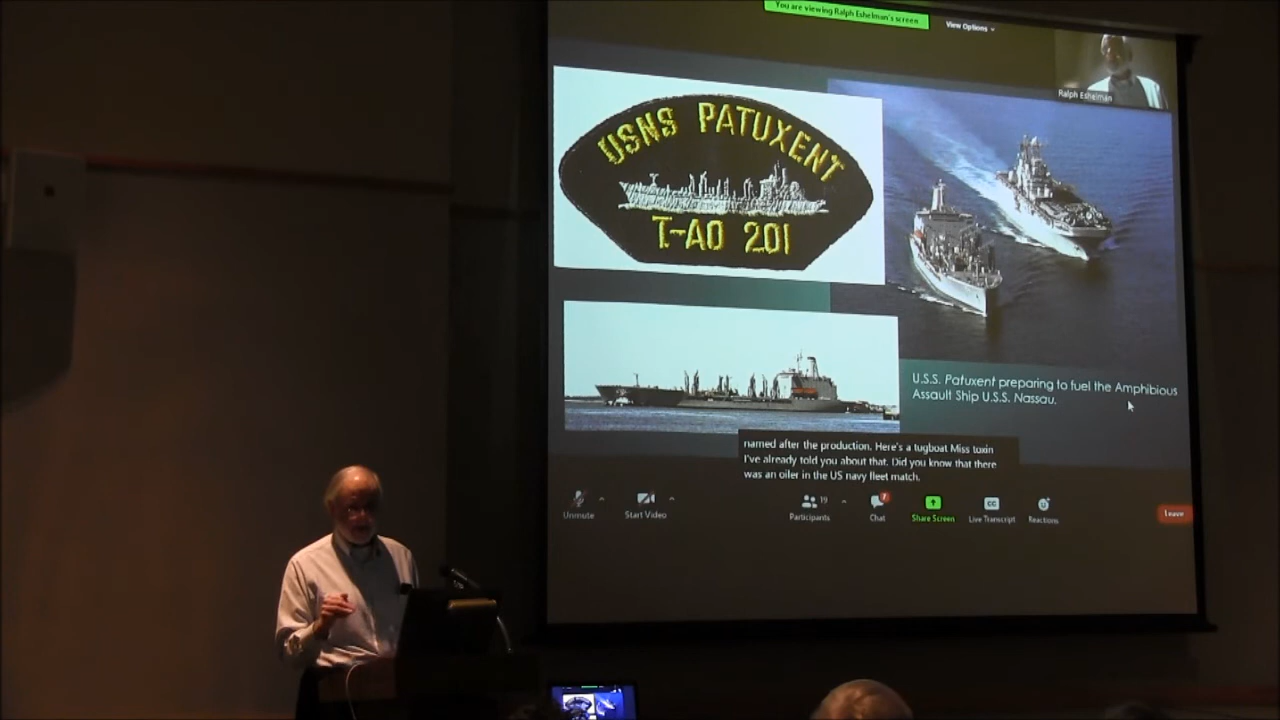 You are viewing Ralph Eshelman's screen
View Options
Ralph Eshelman
USNS PATUXENT
T-AO 201
U.S.S. Patuxent preparing to fuel the Amphibious
Assault Ship U.S.S. Nassau.
named after the production. Here's a tugboat Miss toxin
I've already told you about that. Did you know that there
was an oiler in the US navy fleet match.
Unmute
Start Video
19
Participants
7
Chat
Share Screen
CC
Live Transcript
Reactions
Leave